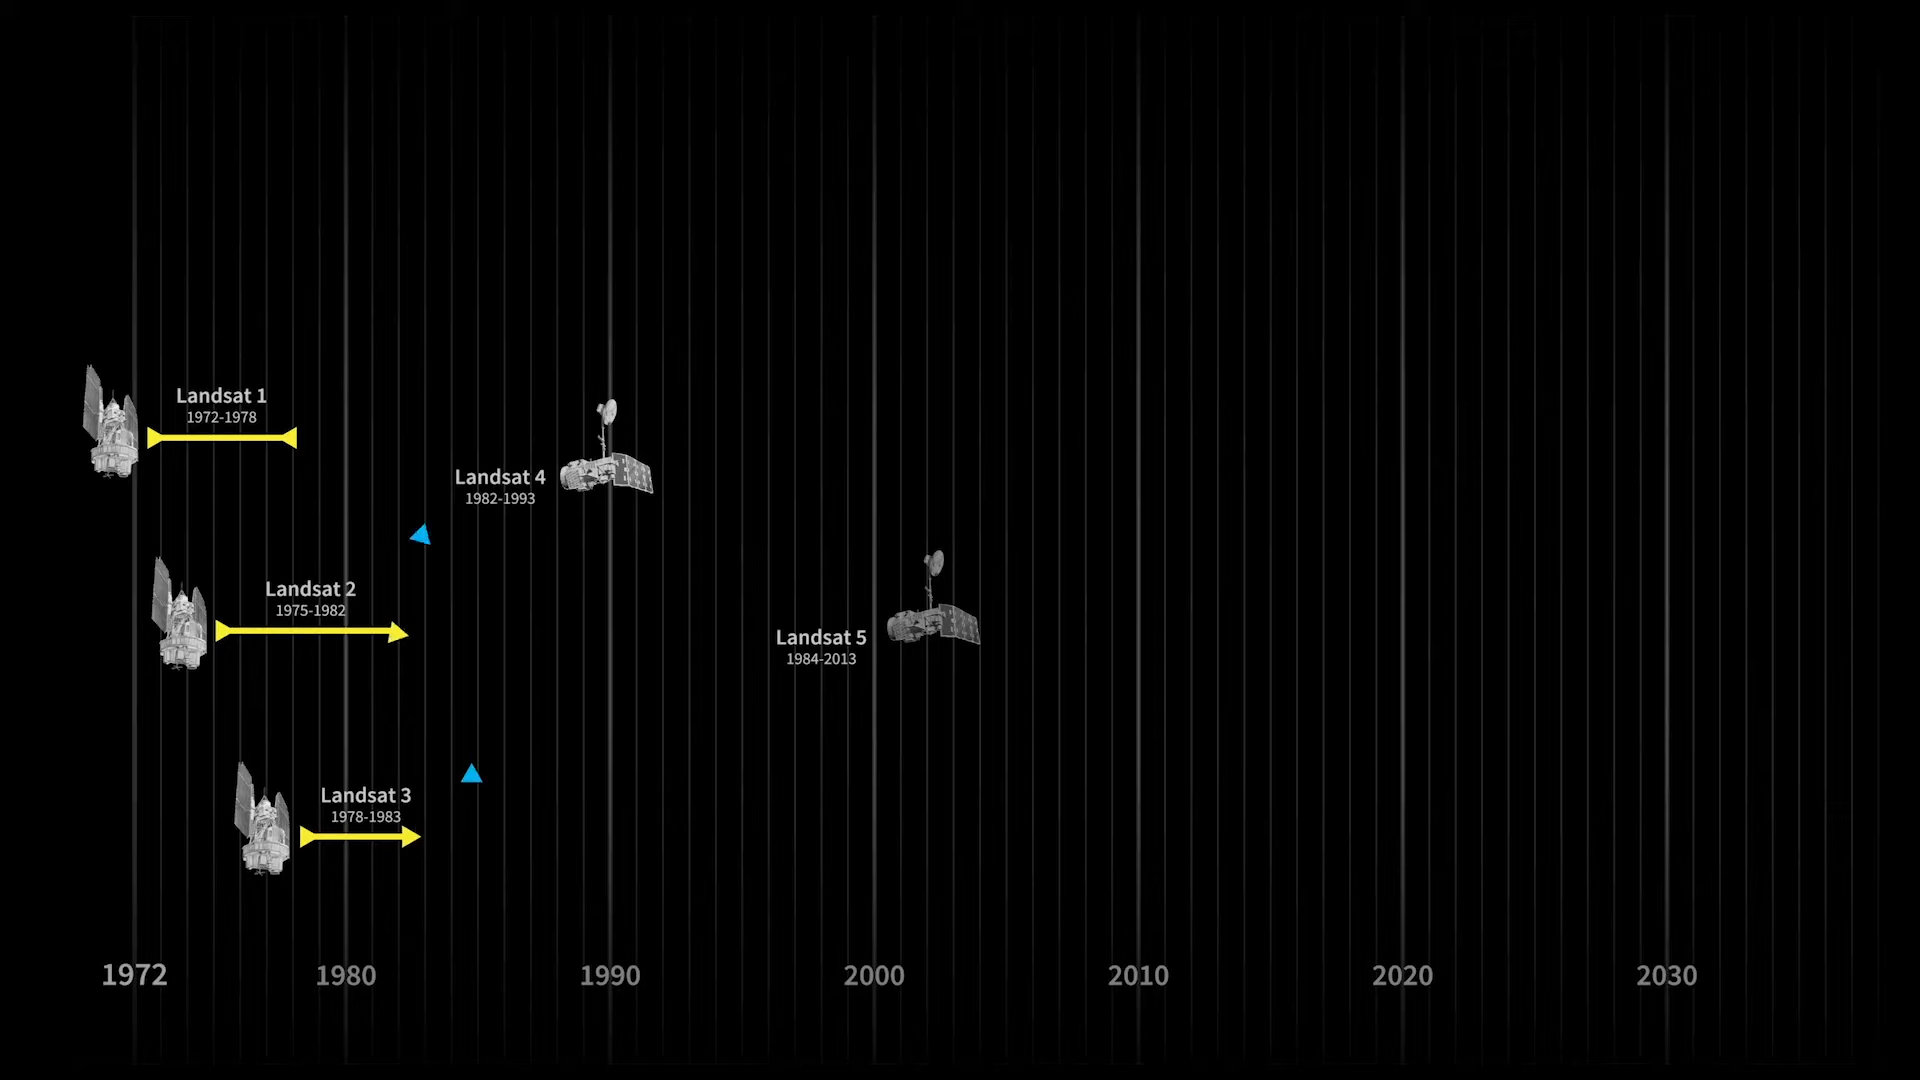 Landsat 1
1972-1978
Landsat 4
1982-1993
Landsat 2
1975-1982
Landsat 5
1984-2013
Landsat 3
1978-1983
1972
1980
1990
2000
2010
2020
2030